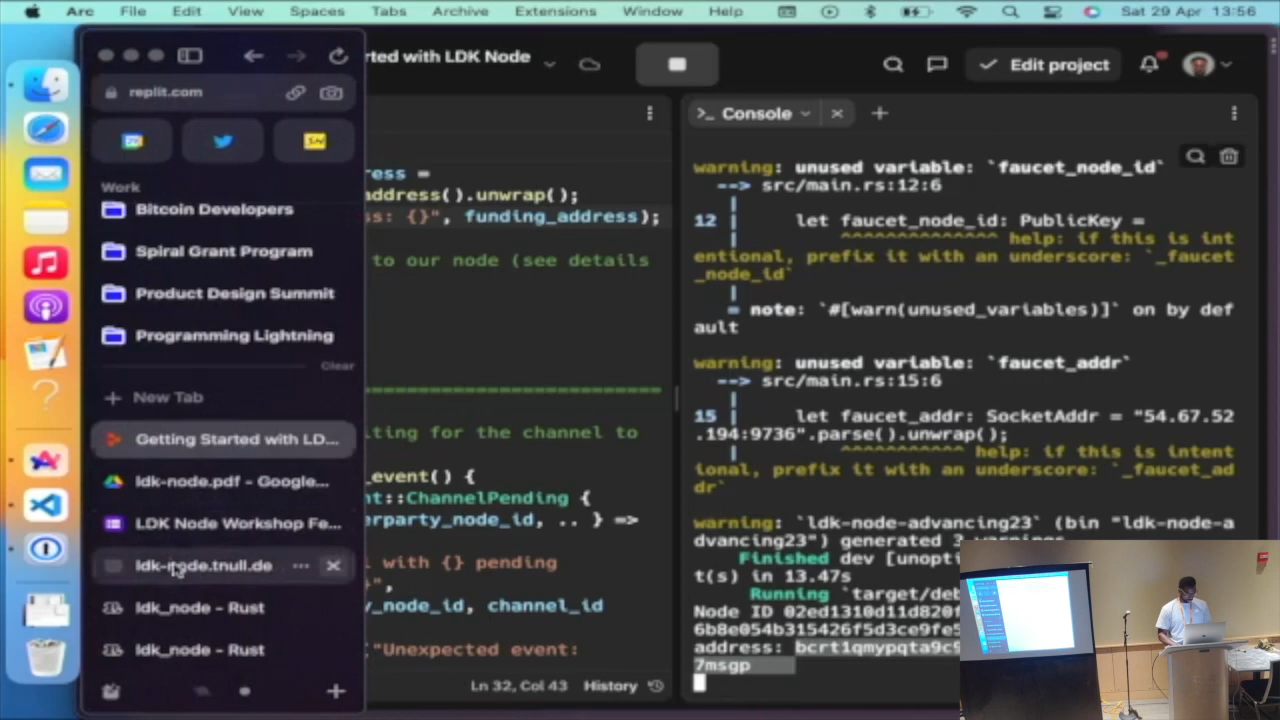 Arc File Edit View Spaces Tabs Archive Extensions Window Help Sat 29 Apr 13:56
replit.com
Work
Bitcoin Developers
Spiral Grant Program
Product Design Summit
Programming Lightning
Clear
New Tab
Getting Started with LD...
ldk-node.pdf - Google...
LDK Node Workshop Fe...
ldk-node.tnull.de
ldk_node - Rust
ldk_node - Rust
rted with LDK Node
Edit project
ress =
address().unwrap();
s: {}", funding_address);
to our node (see details
iting for the channel to
_event() {
nt::ChannelPending {
erparty_node_id, .. } =>
l with {} pending
y_node_id, channel_id
"Unexpected event:
Ln 32, Col 43 History
>_ Console
warning: unused variable: `faucet_node_id`
--> src/main.rs:12:6
|
12 | let faucet_node_id: PublicKey =
| ^^^^^^^^^^^^^^ help: if this is int
entional, prefix it with an underscore: `_faucet
_node_id`
|
= note: `#[warn(unused_variables)]` on by def
ault
warning: unused variable: `faucet_addr`
--> src/main.rs:15:6
|
15 | let faucet_addr: SocketAddr = "54.67.52
.194:9736".parse().unwrap();
| ^^^^^^^^^^^ help: if this is intent
ional, prefix it with an underscore: `_faucet_ad
dr`
warning: `ldk-node-advancing23` (bin "ldk-node-a
dvancing23") generated 3 warnings
Finished dev [unopti
t(s) in 13.47s
Running `target/deb
Node ID 02ed1310d11d820f
6b8e054b315426f5d3ce9fe5
address: bcrt1qmypqta9c9
7msgp